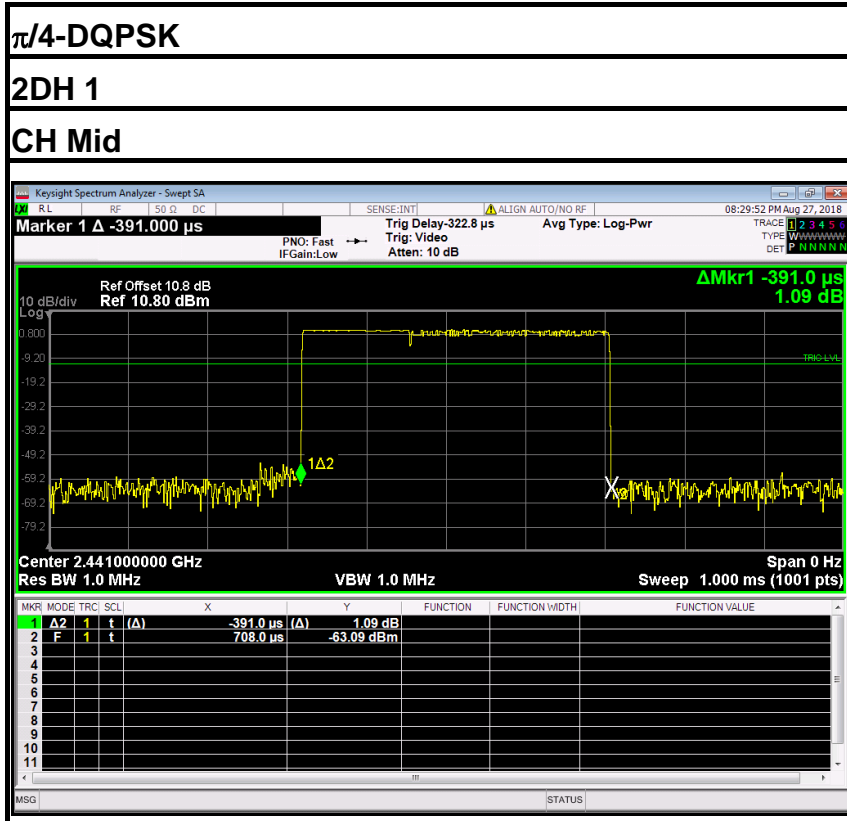 π/4-DQPSK
2DH 1
CH Mid
Keysight Spectrum Analyzer - Swept SA
LXI RL RF 50 Ω DC SENSE:INT ALIGN AUTO/NO RF 08:29:52 PM Aug 27, 2018
Marker 1 Δ -391.000 µs
PNO: Fast
IFGain:Low
Trig Delay-322.8 µs
Trig: Video
Atten: 10 dB
Avg Type: Log-Pwr
TRACE 1 2 3 4 5 6
TYPE WWWWWW
DET P N N N N N
ΔMkr1 -391.0 µs
1.09 dB
Ref Offset 10.8 dB
10 dB/div Ref 10.80 dBm
Log
0.800
-9.20
TRIG LVL
-19.2
-29.2
-39.2
-49.2
1Δ2
-59.2
-69.2
-79.2
Center 2.441000000 GHz Span 0 Hz
Res BW 1.0 MHz VBW 1.0 MHz Sweep 1.000 ms (1001 pts)
MKR MODE TRC SCL X Y FUNCTION FUNCTION WIDTH FUNCTION VALUE
1 Δ2 1 t (Δ) -391.0 µs (Δ) 1.09 dB
2 F 1 t 708.0 µs -63.09 dBm
3
4
5
6
7
8
9
10
11
MSG STATUS